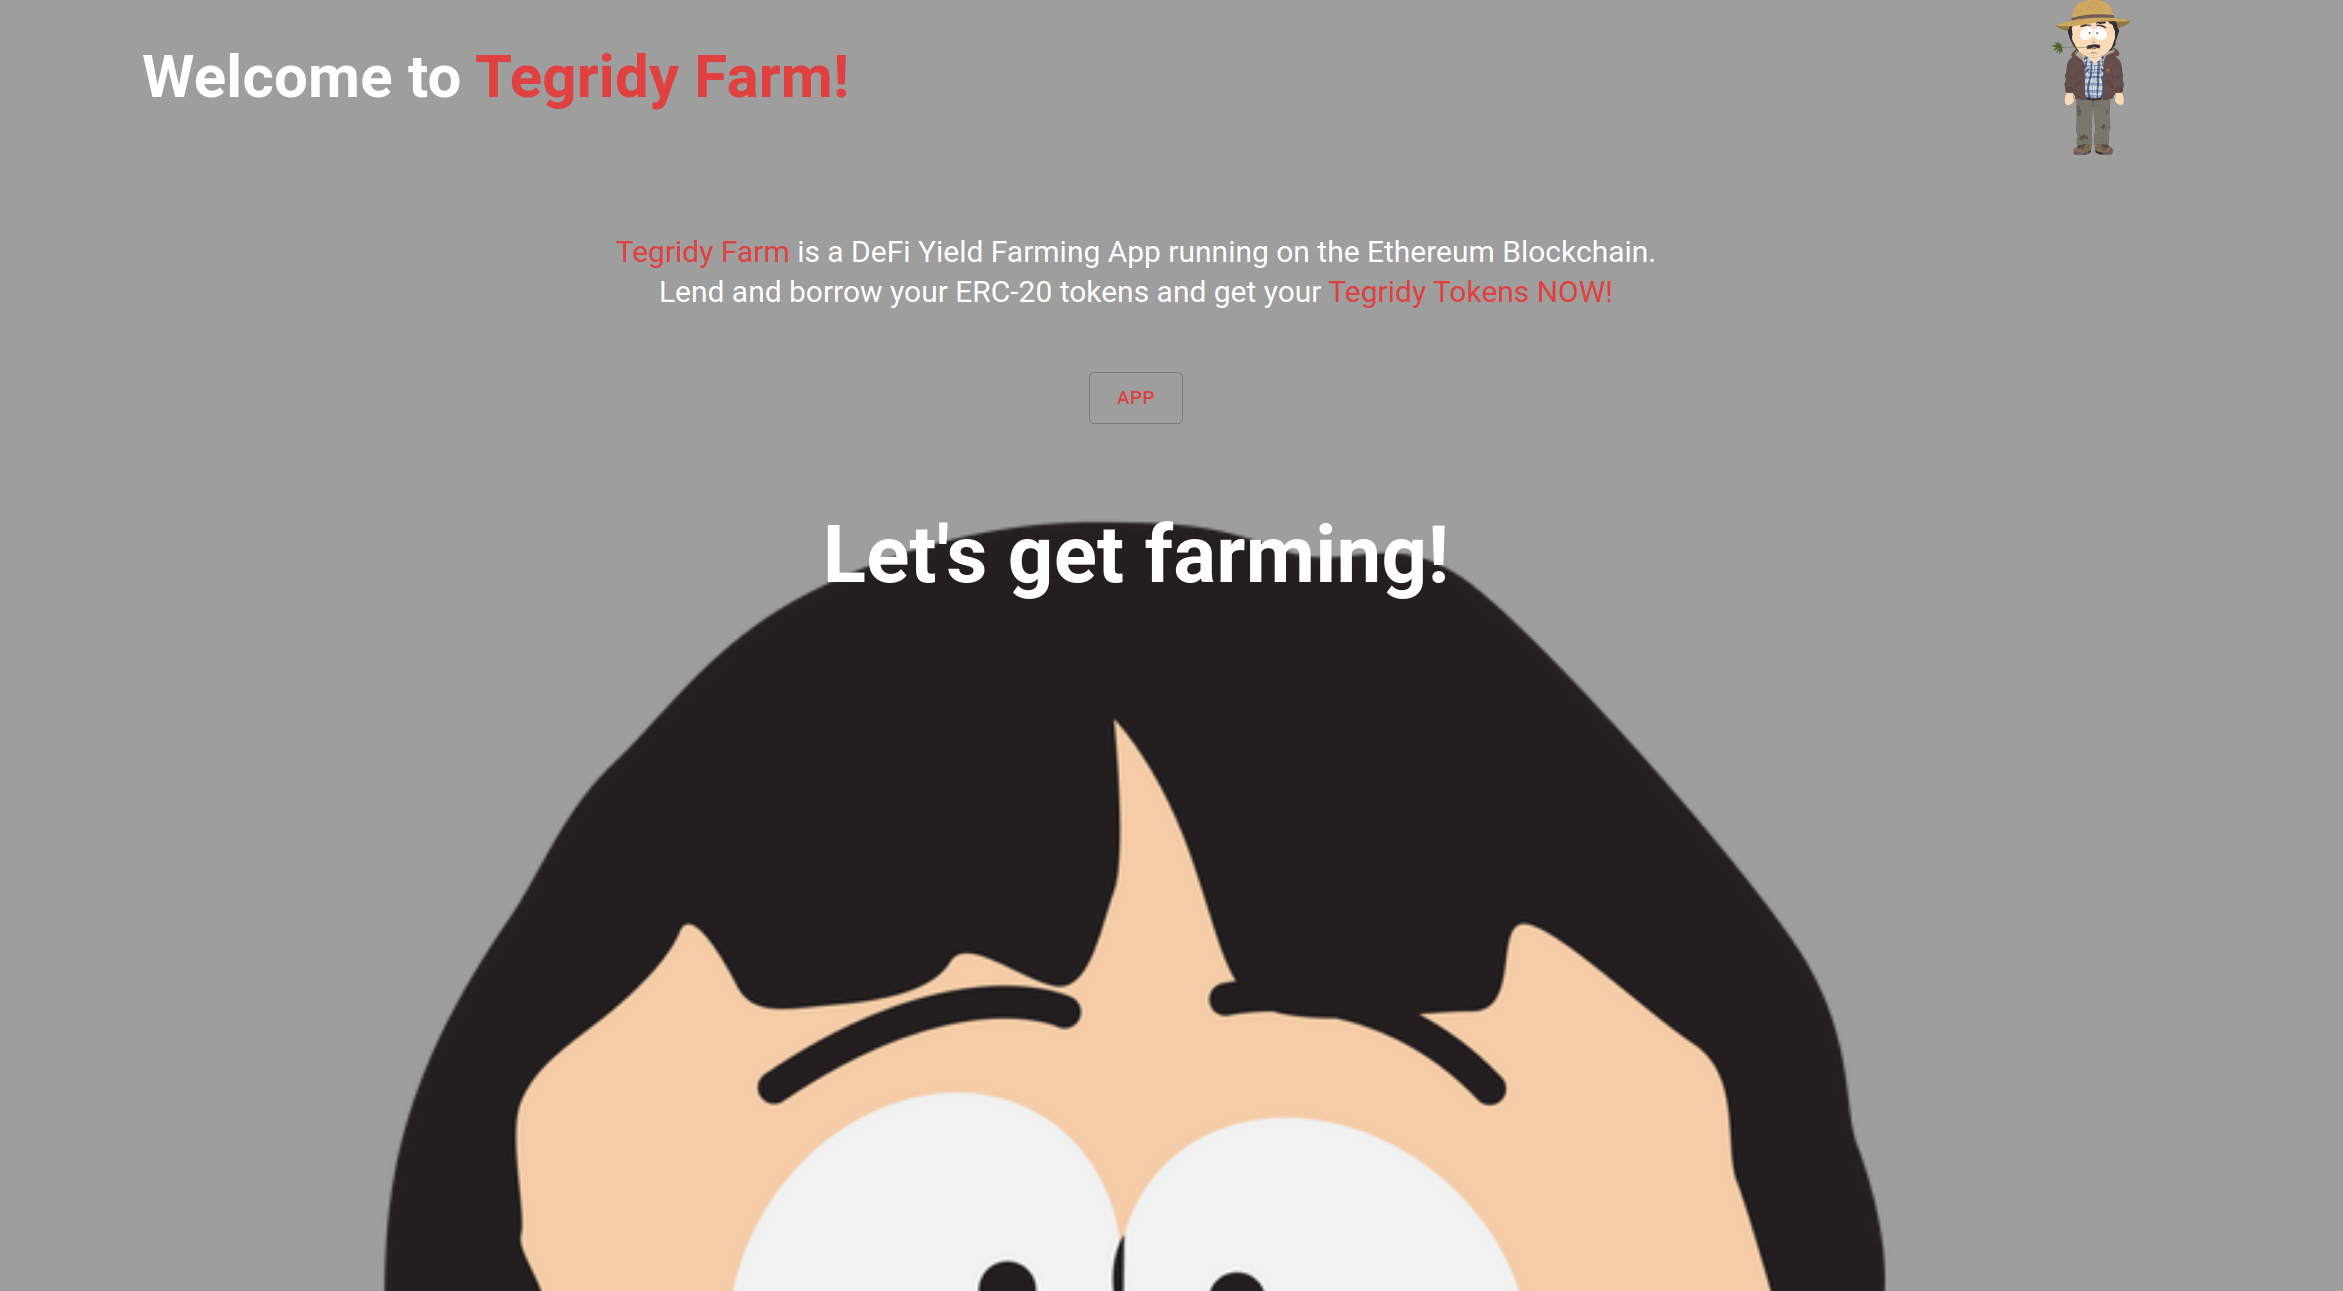 Welcome to Tegridy Farm!
Tegridy Farm is a DeFi Yield Farming App running on the Ethereum Blockchain.
Lend and borrow your ERC-20 tokens and get your Tegridy Tokens NOW!
APP
Let's get farming!